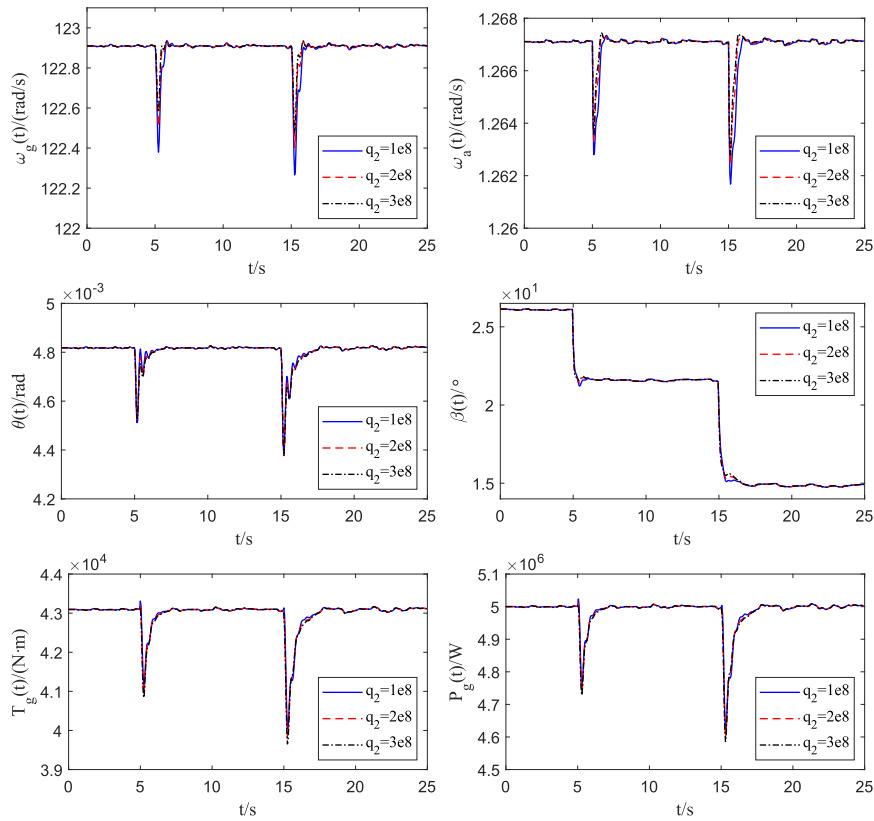 123
122.8
122.6
122.4
122.2
122
ω_g(t)/(rad/s)
0 5 10 15 20 25
t/s
q_2=1e8
q_2=2e8
q_2=3e8
1.268
1.266
1.264
1.262
1.26
ω_a(t)/(rad/s)
0 5 10 15 20 25
t/s
q_2=1e8
q_2=2e8
q_2=3e8
×10^-3
5
4.8
4.6
4.4
4.2
θ(t)/rad
0 5 10 15 20 25
t/s
q_2=1e8
q_2=2e8
q_2=3e8
×10^1
2.5
2
1.5
β(t)/°
0 5 10 15 20 25
t/s
q_2=1e8
q_2=2e8
q_2=3e8
×10^4
4.4
4.3
4.2
4.1
4
3.9
T_g(t)/(N·m)
0 5 10 15 20 25
t/s
q_2=1e8
q_2=2e8
q_2=3e8
×10^6
5.1
5
4.9
4.8
4.7
4.6
4.5
P_g(t)/W
0 5 10 15 20 25
t/s
q_2=1e8
q_2=2e8
q_2=3e8